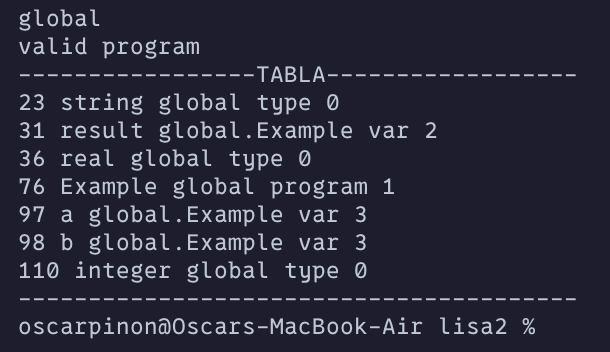 global
valid program
-----------------TABLA------------------
23 string global type 0
31 result global.Example var 2
36 real global type 0
76 Example global program 1
97 a global.Example var 3
98 b global.Example var 3
110 integer global type 0
----------------------------------------
oscarpinon@Oscars-MacBook-Air lisa2 %